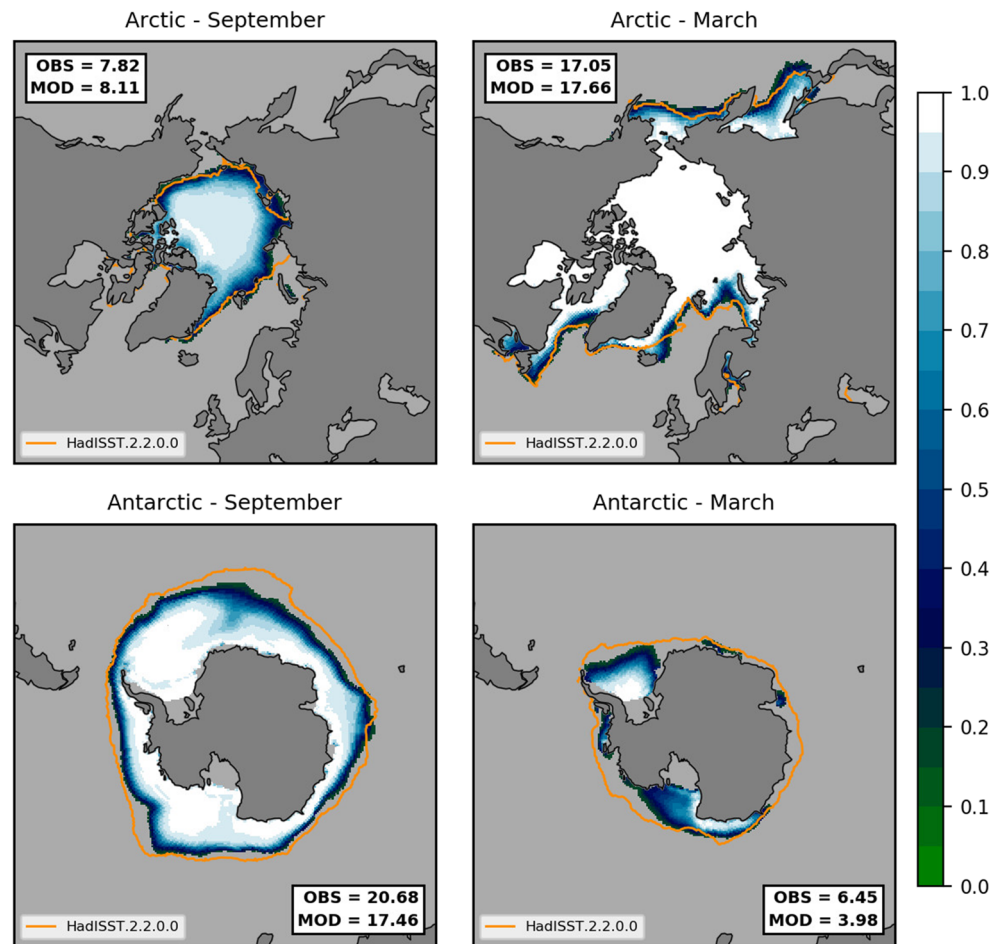 Arctic - September
Arctic - March
OBS = 7.82
MOD = 8.11
OBS = 17.05
MOD = 17.66
HadISST.2.2.0.0
HadISST.2.2.0.0
1.0
0.9
0.8
0.7
0.6
0.5
0.4
0.3
0.2
0.1
0.0
Antarctic - September
Antarctic - March
OBS = 20.68
MOD = 17.46
OBS = 6.45
MOD = 3.98
HadISST.2.2.0.0
HadISST.2.2.0.0